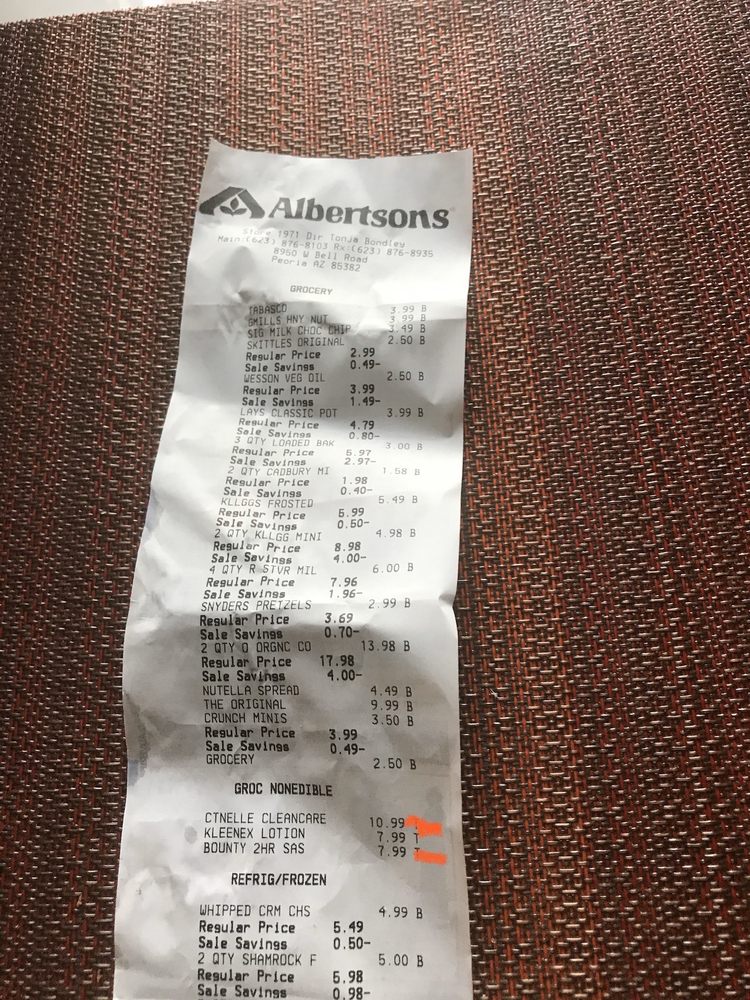 Albertsons
Store 1971 Dir Tonja Bondley
Main:(623) 876-8103 Rx:(623) 876-8935
8950 W Bell Road
Peoria AZ 85382
GROCERY
TABASCO 3.99 B
GMILLS HNY NUT 3.99 B
SIG MILK CHOC CHIP 3.49 B
SKITTLES ORIGINAL 2.50 B
Regular Price 2.99
Sale Savings 0.49-
WESSON VEG OIL 2.50 B
Regular Price 3.99
Sale Savings 1.49-
LAYS CLASSIC POT 3.99 B
Regular Price 4.79
Sale Savings 0.80-
3 QTY LOADED BAK 3.00 B
Regular Price 5.97
Sale Savings 2.97-
2 QTY CADBURY MI 1.58 B
Regular Price 1.98
Sale Savings 0.40-
KLLGGS FROSTED 5.49 B
Regular Price 5.99
Sale Savings 0.50-
2 QTY KLLGG MINI 4.98 B
Regular Price 8.98
Sale Savings 4.00-
4 QTY R STVR MIL 6.00 B
Regular Price 7.96
Sale Savings 1.96-
SNYDERS PRETZELS 2.99 B
Regular Price 3.69
Sale Savings 0.70-
2 QTY O ORGNC CO 13.98 B
Regular Price 17.98
Sale Savings 4.00-
NUTELLA SPREAD 4.49 B
THE ORIGINAL 9.99 B
CRUNCH MINIS 3.50 B
Regular Price 3.99
Sale Savings 0.49-
GROCERY 2.50 B
GROC NONEDIBLE
CTNELLE CLEANCARE 10.99 T
KLEENEX LOTION 7.99 T
BOUNTY 2HR SAS 7.99 T
REFRIG/FROZEN
WHIPPED CRM CHS 4.99 B
Regular Price 5.49
Sale Savings 0.50-
2 QTY SHAMROCK F 5.00 B
Regular Price 5.98
Sale Savings 0.98-